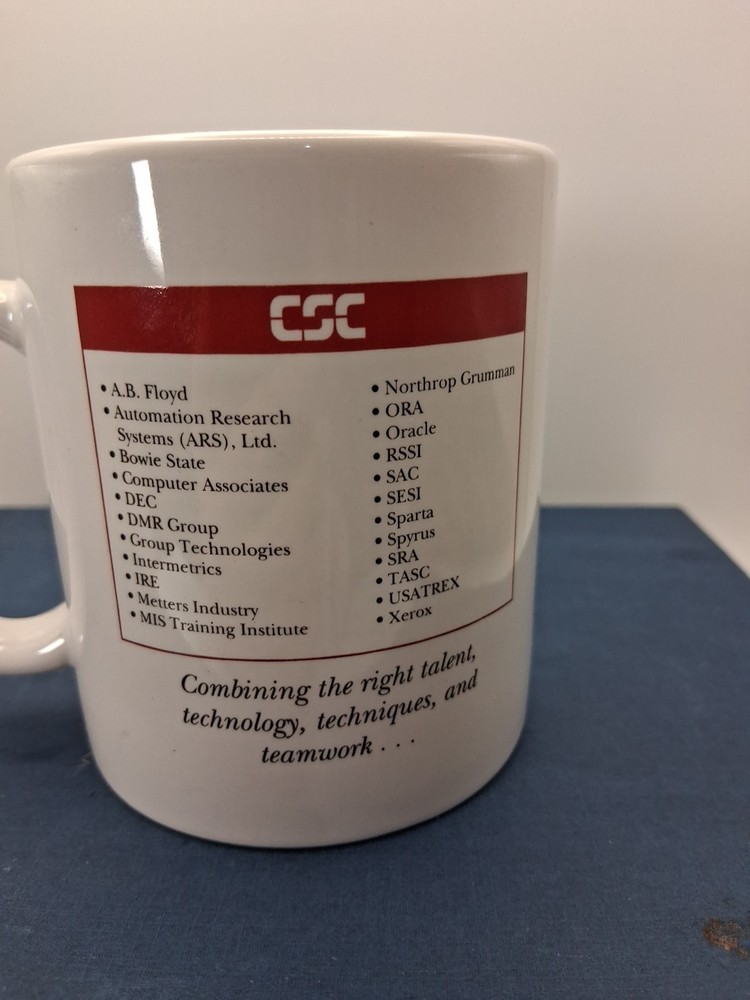 CSC
• A.B. Floyd
• Automation Research
Systems (ARS), Ltd.
• Bowie State
• Computer Associates
• DEC
• DMR Group
• Group Technologies
• Intermetrics
• IRE
• Metters Industry
• MIS Training Institute
• Northrop Grumman
• ORA
• Oracle
• RSSI
• SAC
• SESI
• Sparta
• Spyrus
• SRA
• TASC
• USATREX
• Xerox
Combining the right talent,
technology, techniques, and
teamwork . . .